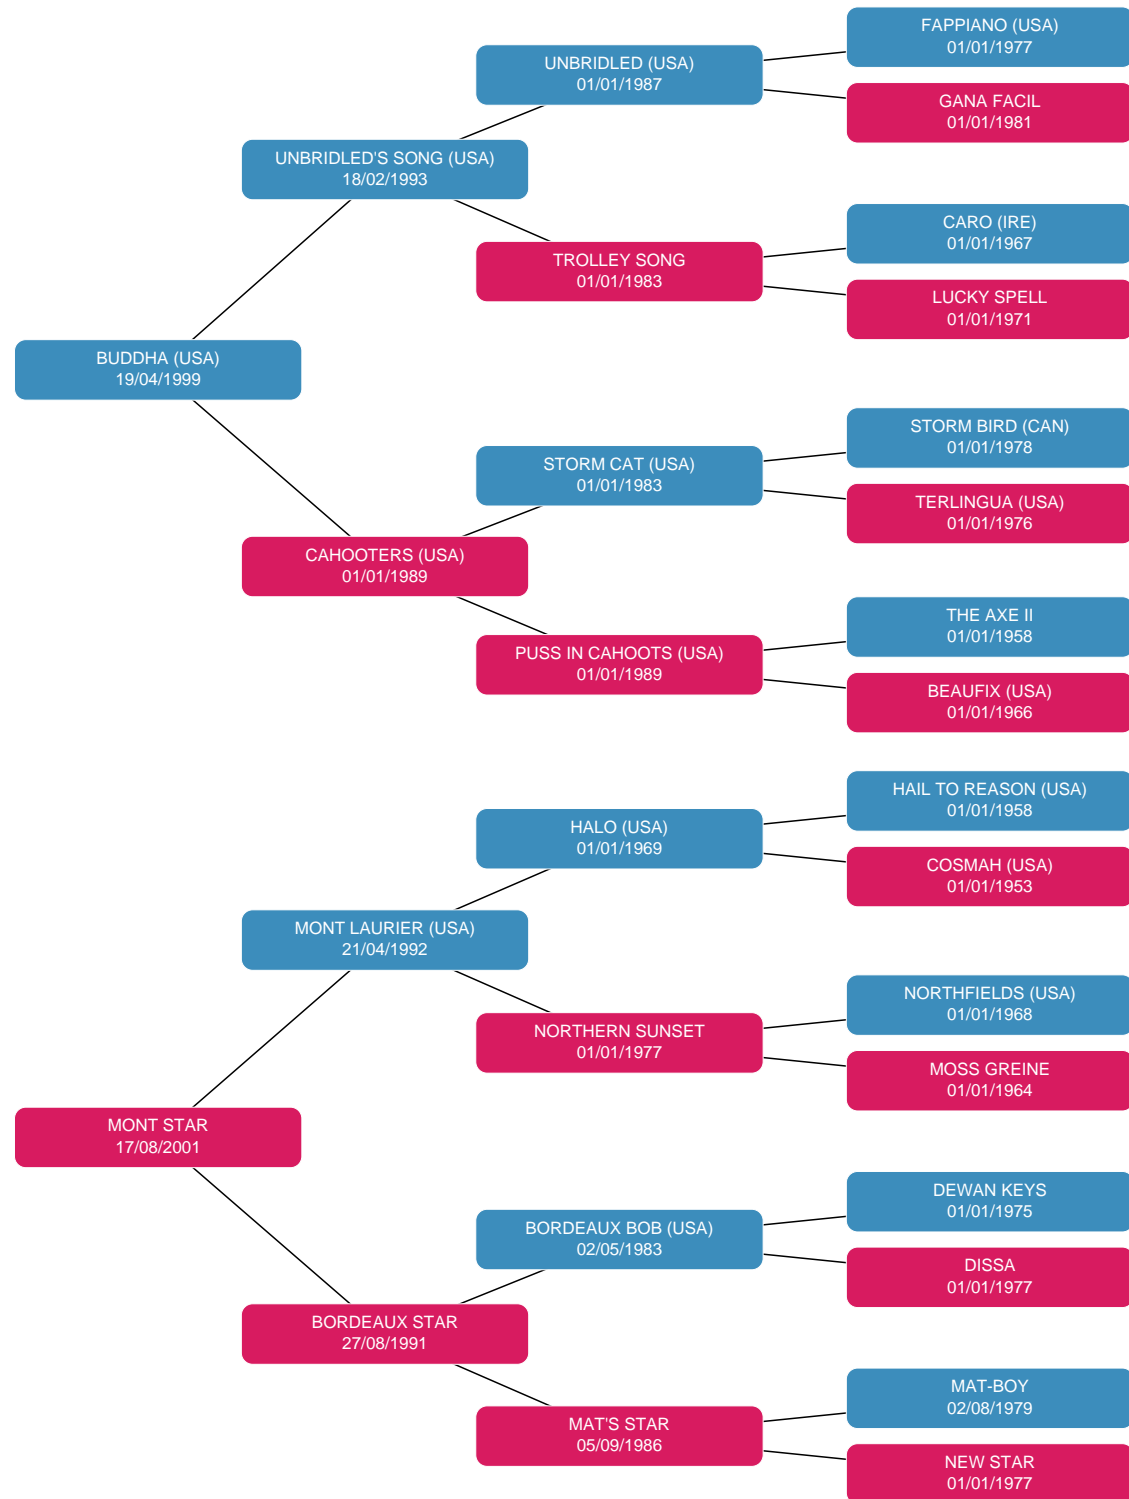 FAPPIANO (USA)
01/01/1977
UNBRIDLED (USA)
01/01/1987
GANA FACIL
01/01/1981
UNBRIDLED'S SONG (USA)
18/02/1993
CARO (IRE)
01/01/1967
TROLLEY SONG
01/01/1983
LUCKY SPELL
01/01/1971
BUDDHA (USA)
19/04/1999
STORM BIRD (CAN)
01/01/1978
STORM CAT (USA)
01/01/1983
TERLINGUA (USA)
01/01/1976
CAHOOTERS (USA)
01/01/1989
THE AXE II
01/01/1958
PUSS IN CAHOOTS (USA)
01/01/1989
BEAUFIX (USA)
01/01/1966
HAIL TO REASON (USA)
01/01/1958
HALO (USA)
01/01/1969
COSMAH (USA)
01/01/1953
MONT LAURIER (USA)
21/04/1992
NORTHFIELDS (USA)
01/01/1968
NORTHERN SUNSET
01/01/1977
MOSS GREINE
01/01/1964
MONT STAR
17/08/2001
DEWAN KEYS
01/01/1975
BORDEAUX BOB (USA)
02/05/1983
DISSA
01/01/1977
BORDEAUX STAR
27/08/1991
MAT-BOY
02/08/1979
MAT'S STAR
05/09/1986
NEW STAR
01/01/1977